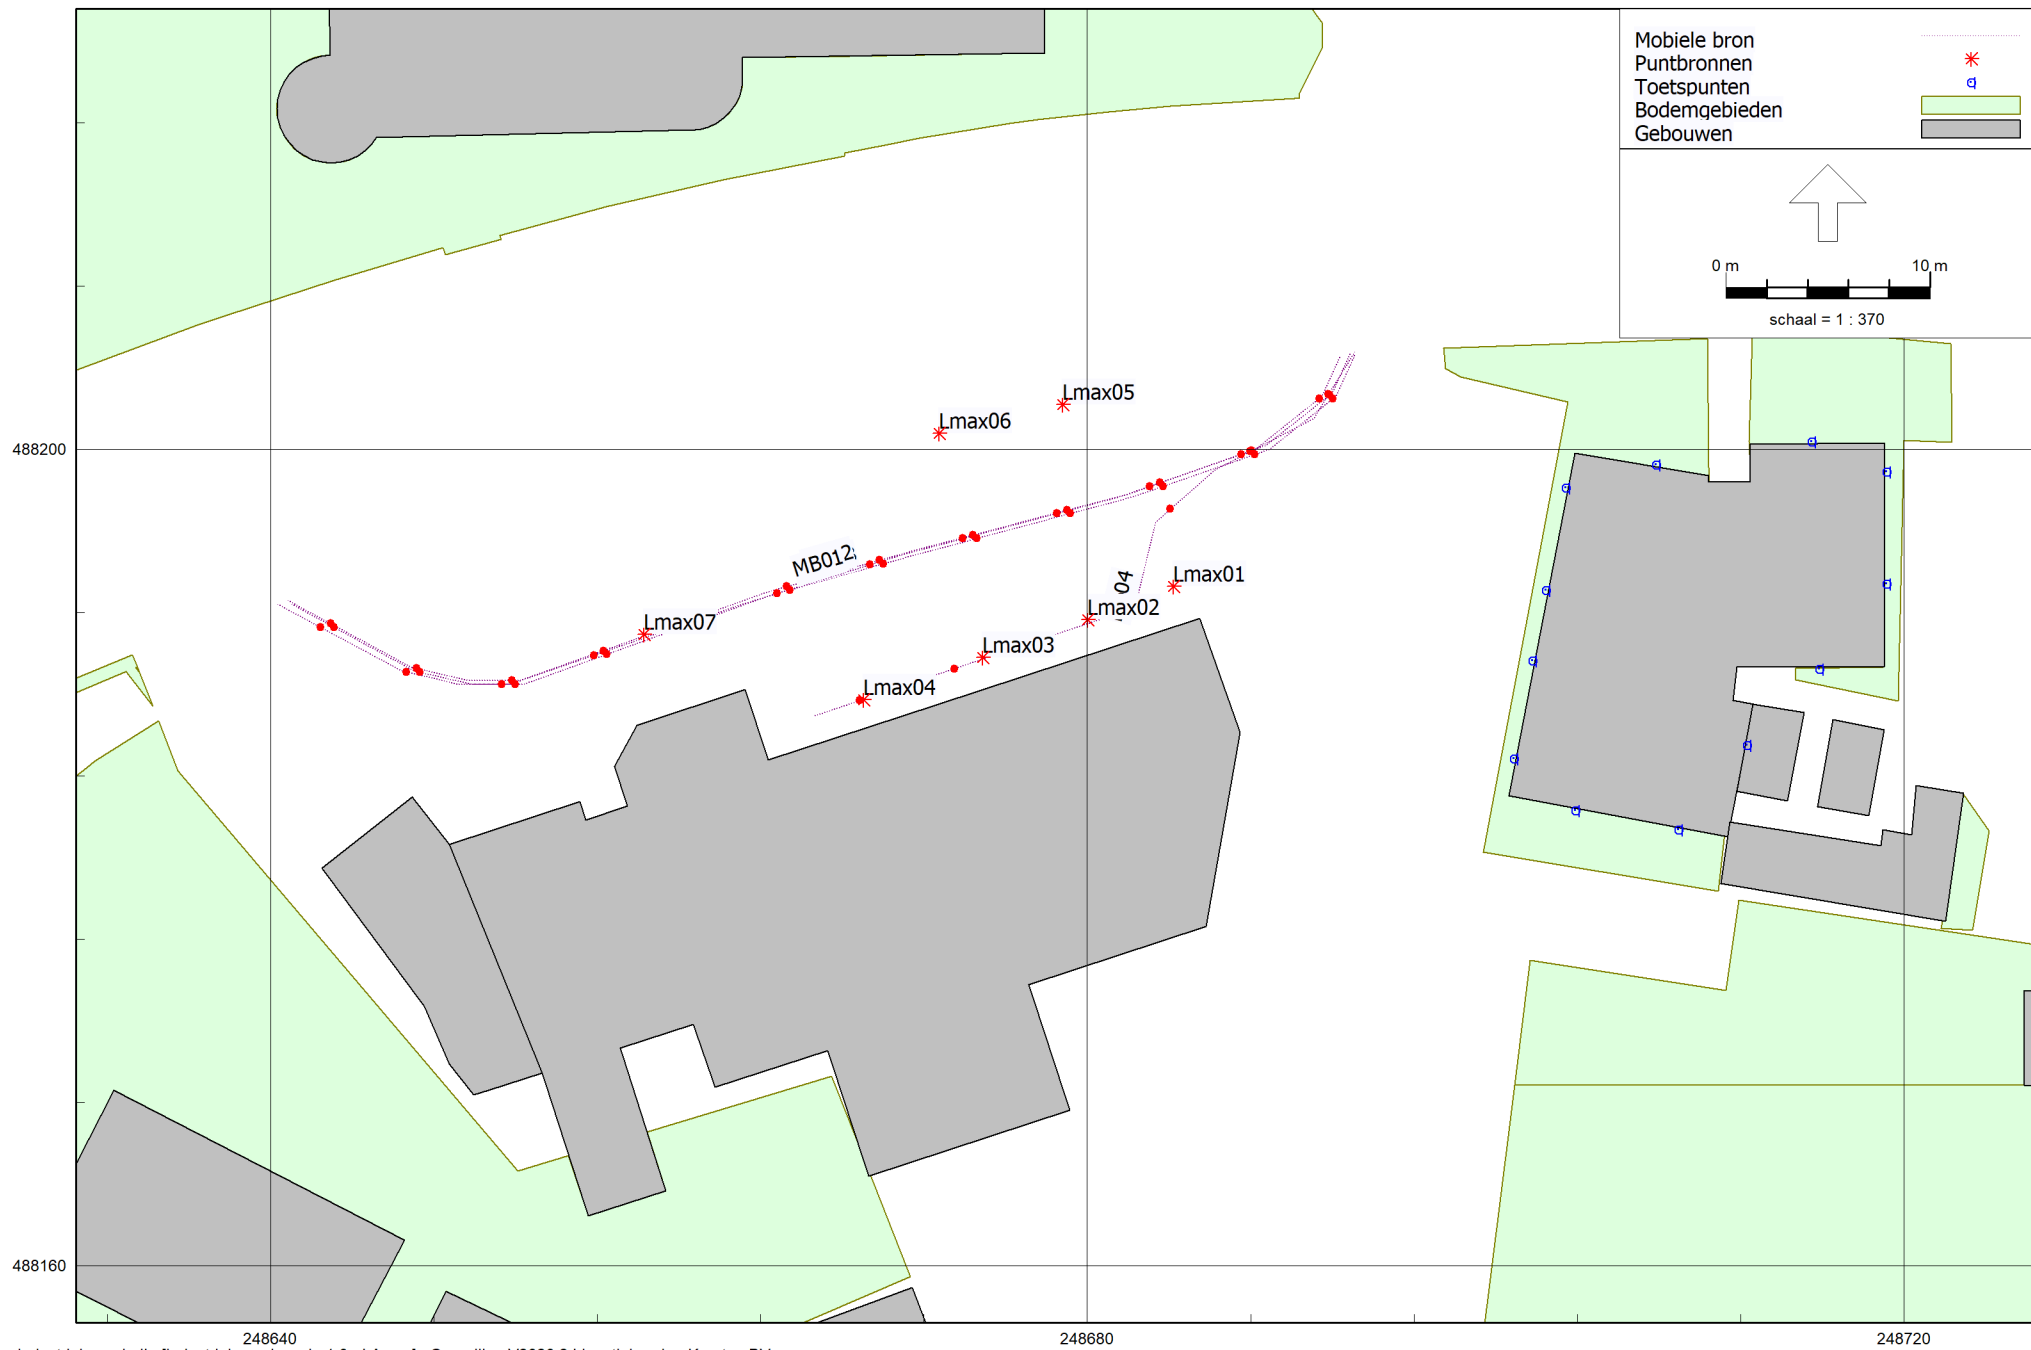 Mobiele bron
Puntbronnen
Toetspunten
Bodemgebieden
Gebouwen
0 m 10 m
schaal = 1 : 370
Lmax05
Lmax06
488200
MB012
04
Lmax01
Lmax02
Lmax07
Lmax03
Lmax04
488160
248640 248680 248720